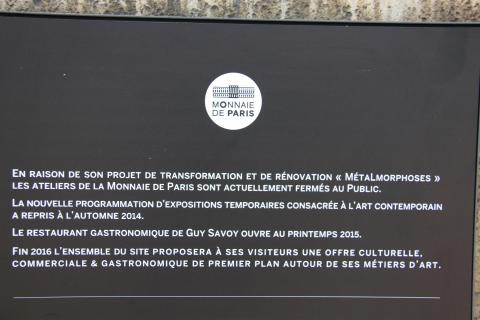 MONNAIE
DE PARIS
EN RAISON DE SON PROJET DE TRANSFORMATION ET DE RÉNOVATION « MÉTALMORPHOSES »
LES ATELIERS DE LA MONNAIE DE PARIS SONT ACTUELLEMENT FERMÉS AU PUBLIC.
LA NOUVELLE PROGRAMMATION D'EXPOSITIONS TEMPORAIRES CONSACRÉE À L'ART CONTEMPORAIN
A REPRIS À L'AUTOMNE 2014.
LE RESTAURANT GASTRONOMIQUE DE GUY SAVOY OUVRE AU PRINTEMPS 2015.
FIN 2016 L'ENSEMBLE DU SITE PROPOSERA À SES VISITEURS UNE OFFRE CULTURELLE,
COMMERCIALE & GASTRONOMIQUE DE PREMIER PLAN AUTOUR DE SES MÉTIERS D'ART.